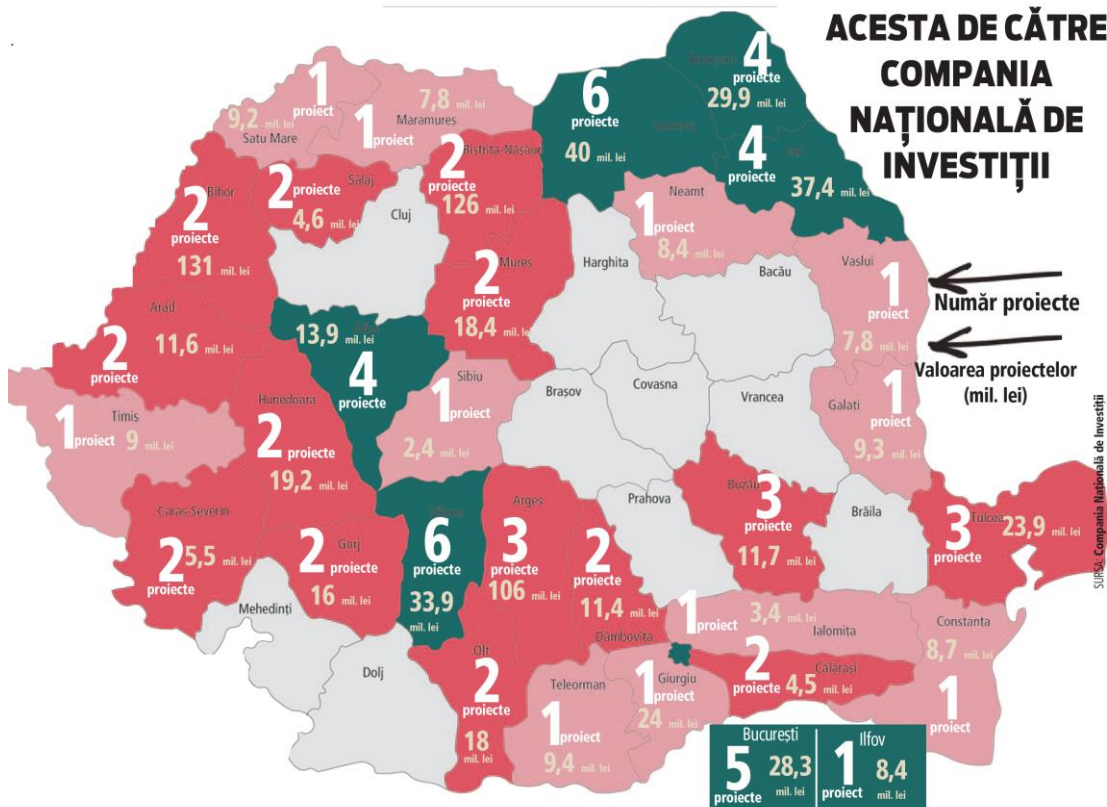 ACESTA DE CĂTRE
COMPANIA
NAȚIONALĂ DE
INVESTIȚII
1
proiect
9,2 mil. lei
Satu Mare
7,8 mil. lei
1
proiect
Maramureș
6
proiecte
40 mil. lei
4
proiecte
29,9 mil. lei
4
proiecte
37,4 mil. lei
Bihor
2
proiecte
131 mil. lei
Sălaj
2
proiecte
4,6 mil. lei
Bistrița-Năsăud
2
proiecte
126 mil. lei
Cluj
Neamt
1
proiect
8,4 mil. lei
Mureș
2
proiecte
18,4 mil. lei
Harghita
Bacău
Vaslui
1
proiect
7,8 mil. lei
Număr proiecte
Valoarea proiectelor
(mil. lei)
Arad
11,6 mil. lei
2
proiecte
13,9 mil. lei
4
proiecte
Sibiu
1
proiect
2,4 mil. lei
Brașov
Covasna
Vrancea
Galați
1
proiect
9,3 mil. lei
Timiș
1
proiect
9 mil. lei
Hunedoara
2
proiecte
19,2 mil. lei
Caraș-Severin
2
proiecte
5,5 mil. lei
Gorj
2
proiecte
16 mil. lei
6
proiecte
33,9
mil. lei
Argeș
3
proiecte
106 mil. lei
2
proiecte
11,4 mil. lei
Dâmbovița
Prahova
Buzău
3
proiecte
11,7 mil. lei
Brăila
Tulcea
3
proiecte
23,9 mil. lei
Mehedinți
Dolj
Olt
2
proiecte
18
mil. lei
Teleorman
1
proiect
9,4 mil. lei
Giurgiu
1
proiect
24 mil. lei
1
proiect
3,4 mil. lei
Ialomita
Călărași
2
proiecte
4,5 mil. lei
Constanta
8,7 mil. lei
1
proiect
București
5
proiecte
28,3
mil. lei
Ilfov
1
proiect
8,4
mil. lei
SURSA: Compania Națională de Investiții